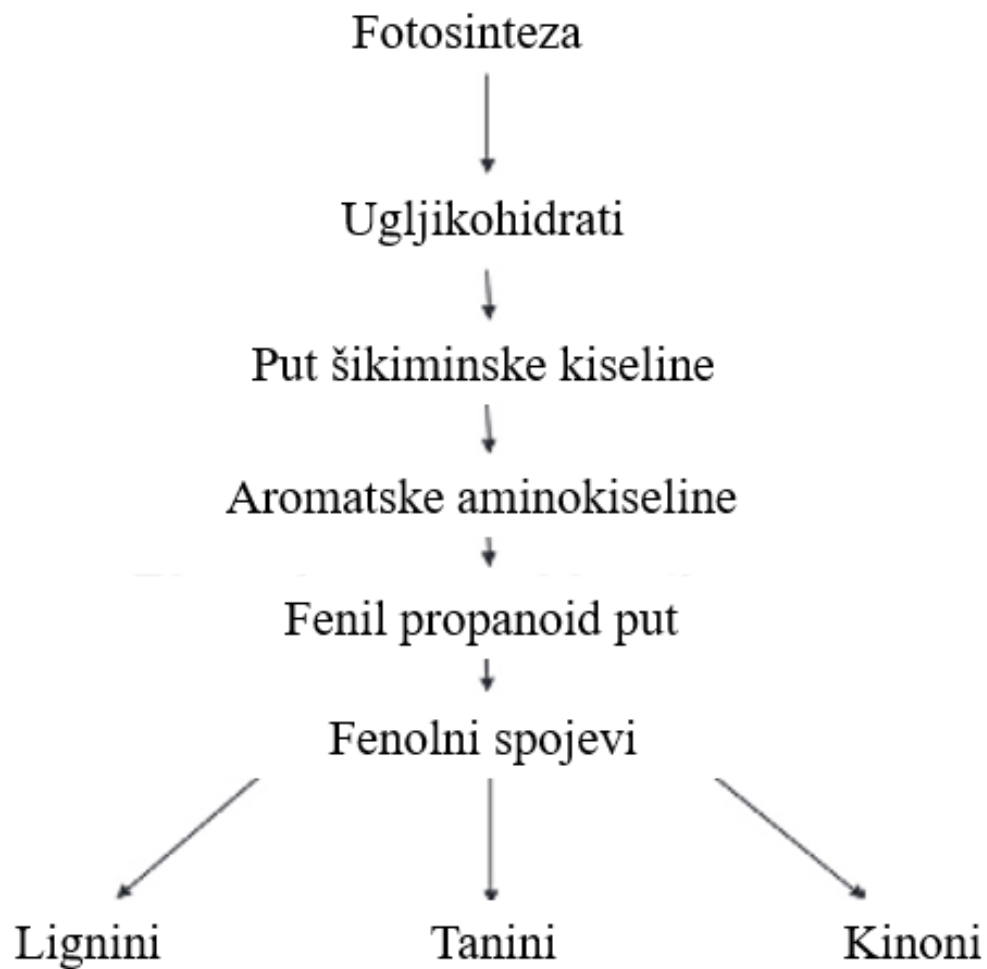 Fotosinteza
Ugljikohidrati
Put šikiminske kiseline
Aromatske aminokiseline
Fenil propanoid put
Fenolni spojevi
Lignini Tanini Kinoni